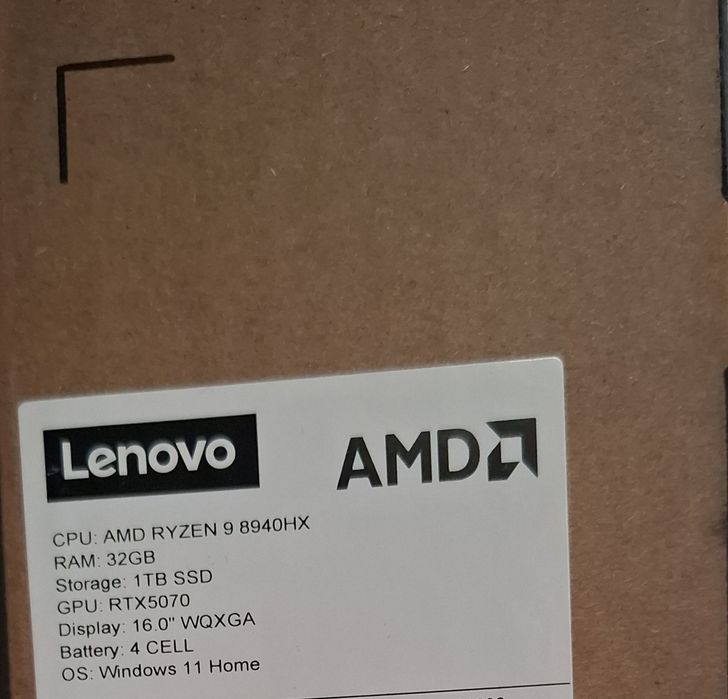 Lenovo AMD
CPU: AMD RYZEN 9 8940HX
RAM: 32GB
Storage: 1TB SSD
GPU: RTX5070
Display: 16.0" WQXGA
Battery: 4 CELL
OS: Windows 11 Home